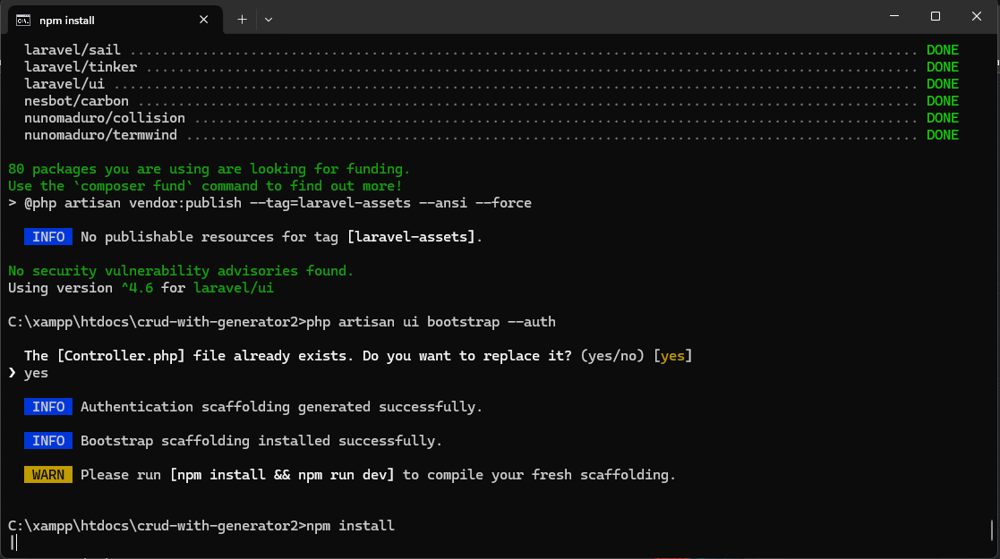 npm install
laravel/sail ................................................................................................. DONE
laravel/tinker ............................................................................................... DONE
laravel/ui ................................................................................................... DONE
nesbot/carbon ................................................................................................ DONE
nunomaduro/collision ......................................................................................... DONE
nunomaduro/termwind .......................................................................................... DONE
80 packages you are using are looking for funding.
Use the `composer fund` command to find out more!
> @php artisan vendor:publish --tag=laravel-assets --ansi --force
INFO No publishable resources for tag [laravel-assets].
No security vulnerability advisories found.
Using version ^4.6 for laravel/ui
C:\xampp\htdocs\crud-with-generator2>php artisan ui bootstrap --auth
The [Controller.php] file already exists. Do you want to replace it? (yes/no) [yes]
❯ yes
INFO Authentication scaffolding generated successfully.
INFO Bootstrap scaffolding installed successfully.
WARN Please run [npm install && npm run dev] to compile your fresh scaffolding.
C:\xampp\htdocs\crud-with-generator2>npm install
|